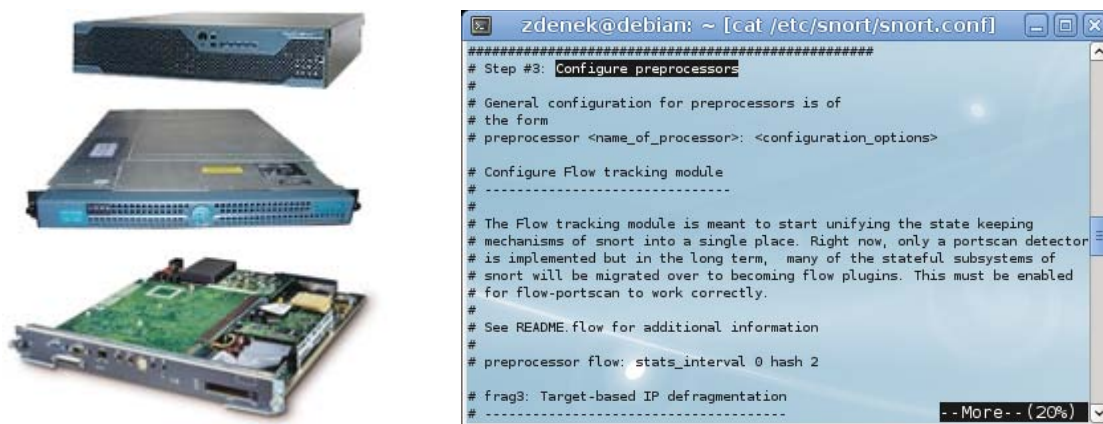 zdenek@debian: ~ [cat /etc/snort/snort.conf]
####################################################
# Step #3: Configure preprocessors
#
# General configuration for preprocessors is of
# the form
# preprocessor <name_of_processor>: <configuration_options>

# Configure Flow tracking module
# -------------------------------
#
# The Flow tracking module is meant to start unifying the state keeping
# mechanisms of snort into a single place. Right now, only a portscan detector
# is implemented but in the long term,  many of the stateful subsystems of
# snort will be migrated over to becoming flow plugins. This must be enabled
# for flow-portscan to work correctly.
#
# See README.flow for additional information
#
# preprocessor flow: stats_interval 0 hash 2

# frag3: Target-based IP defragmentation
# --------------------------------------
--More--(20%)